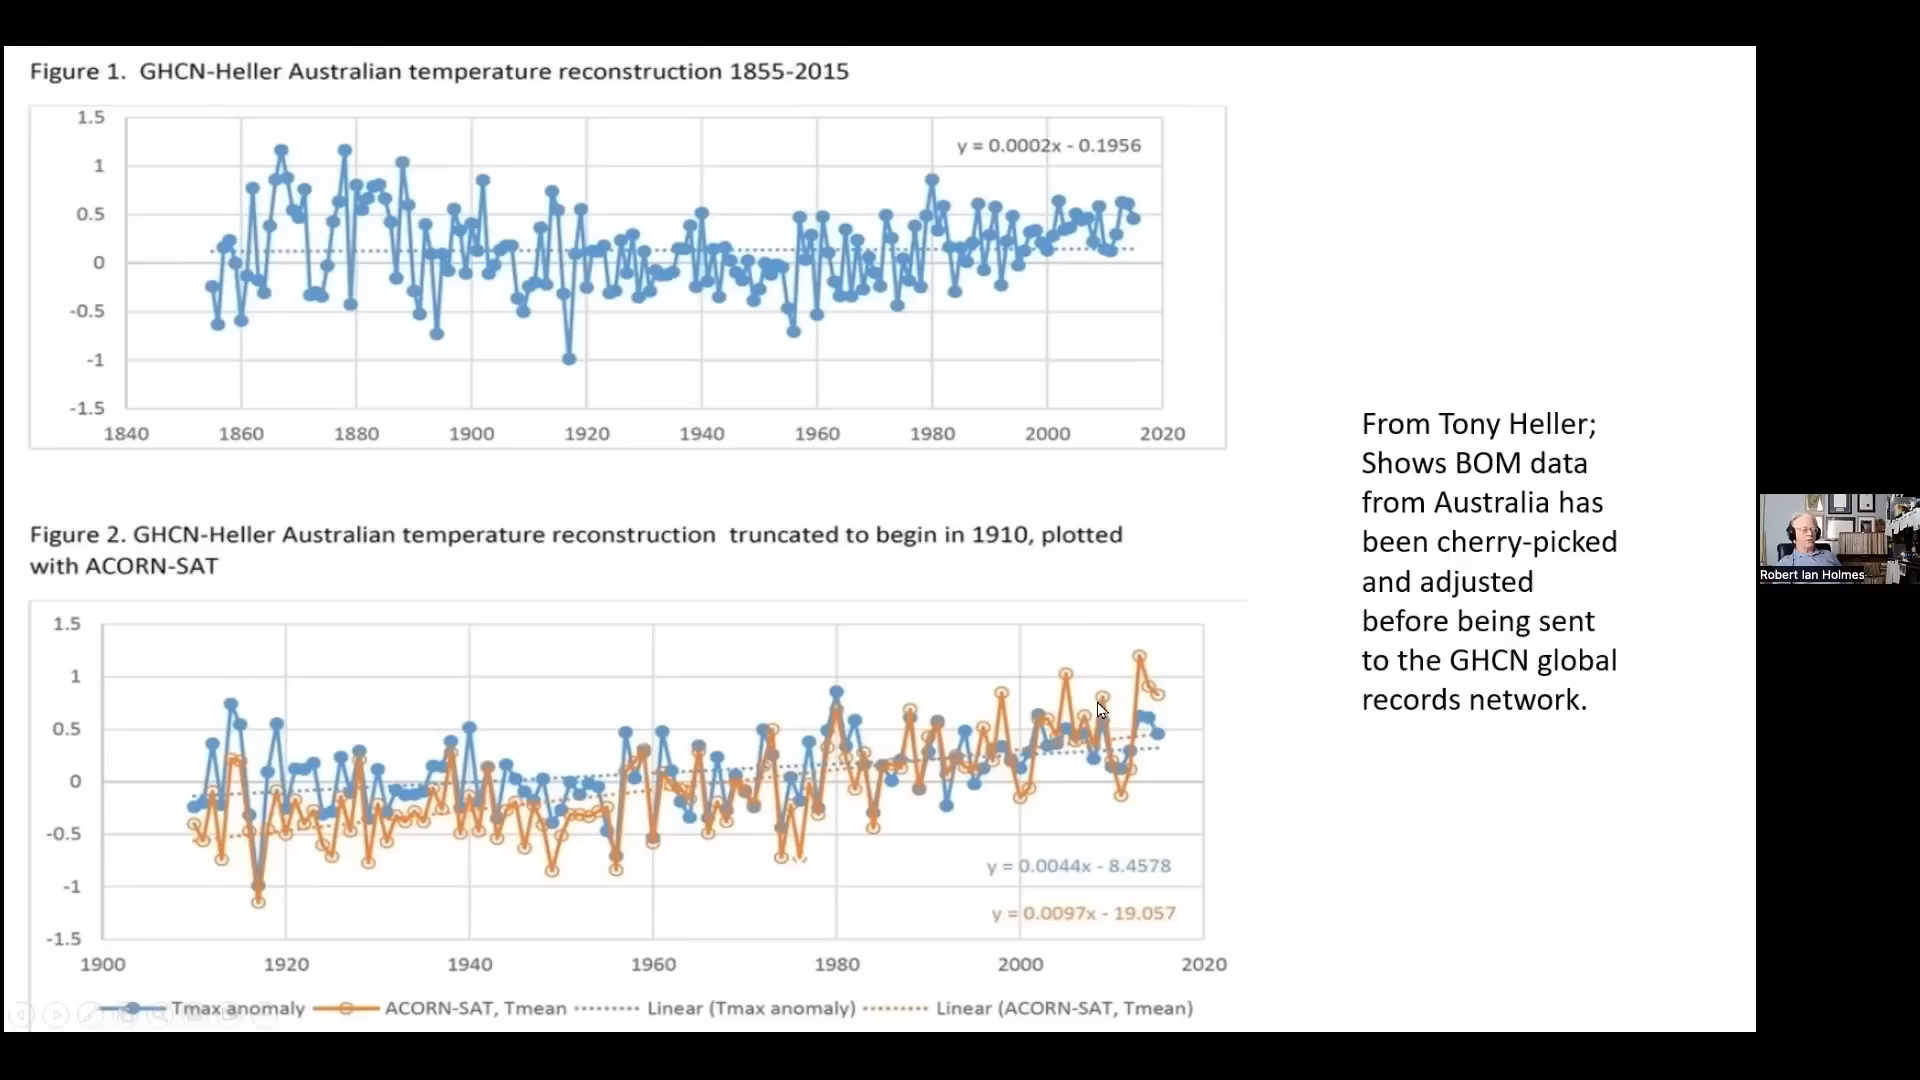 Figure 1. GHCN-Heller Australian temperature reconstruction 1855-2015
1.5
1
0.5
0
-0.5
-1
-1.5
y = 0.0002x - 0.1956
1840 1860 1880 1900 1920 1940 1960 1980 2000 2020
Figure 2. GHCN-Heller Australian temperature reconstruction truncated to begin in 1910, plotted
with ACORN-SAT
1.5
1
0.5
0
-0.5
-1
-1.5
y = 0.0044x - 8.4578
y = 0.0097x - 19.057
1900 1920 1940 1960 1980 2000 2020
Tmax anomaly ACORN-SAT, Tmean Linear (Tmax anomaly) Linear (ACORN-SAT, Tmean)
From Tony Heller;
Shows BOM data
from Australia has
been cherry-picked
and adjusted
before being sent
to the GHCN global
records network.
Robert Ian Holmes